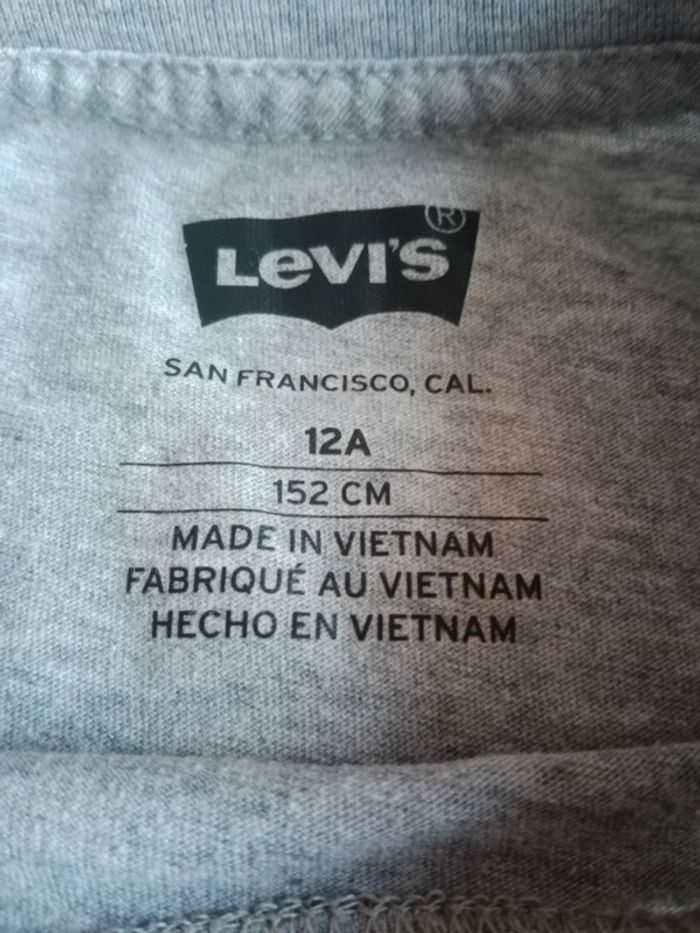 LEVI'S ®
SAN FRANCISCO, CAL.
12A
152 CM
MADE IN VIETNAM
FABRIQUÉ AU VIETNAM
HECHO EN VIETNAM